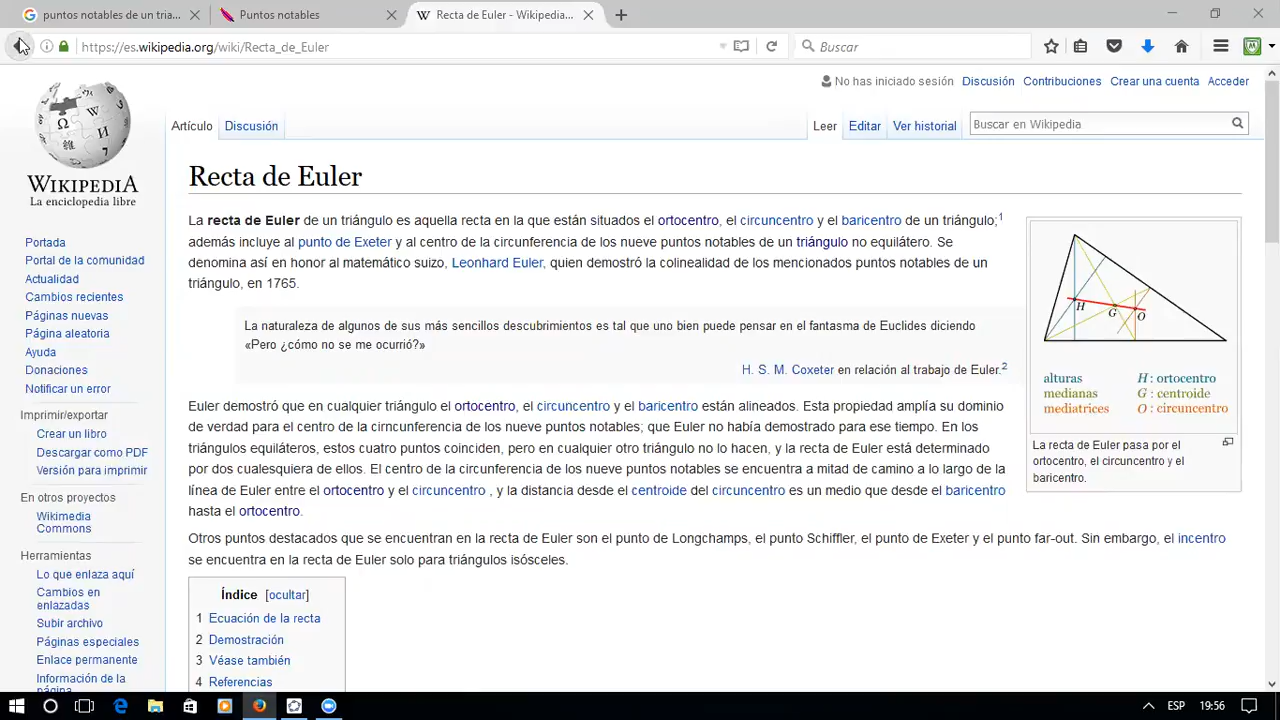 puntos notables de un tria...
Puntos notables
Recta de Euler - Wikipedia...
https://es.wikipedia.org/wiki/Recta_de_Euler
Buscar
No has iniciado sesión Discusión Contribuciones Crear una cuenta Acceder
Artículo Discusión
Leer Editar Ver historial
Buscar en Wikipedia
WIKIPEDIA
La enciclopedia libre
Portada
Portal de la comunidad
Actualidad
Cambios recientes
Páginas nuevas
Página aleatoria
Ayuda
Donaciones
Notificar un error
Imprimir/exportar
Crear un libro
Descargar como PDF
Versión para imprimir
En otros proyectos
Wikimedia
Commons
Herramientas
Lo que enlaza aquí
Cambios en
enlazadas
Subir archivo
Páginas especiales
Enlace permanente
Información de la
página
Recta de Euler
La recta de Euler de un triángulo es aquella recta en la que están situados el ortocentro, el circuncentro y el baricentro de un triángulo;1
además incluye al punto de Exeter y al centro de la circunferencia de los nueve puntos notables de un triángulo no equilátero. Se
denomina así en honor al matemático suizo, Leonhard Euler, quien demostró la colinealidad de los mencionados puntos notables de un
triángulo, en 1765.
La naturaleza de algunos de sus más sencillos descubrimientos es tal que uno bien puede pensar en el fantasma de Euclides diciendo
«Pero ¿cómo no se me ocurrió?»
H. S. M. Coxeter en relación al trabajo de Euler.2
Euler demostró que en cualquier triángulo el ortocentro, el circuncentro y el baricentro están alineados. Esta propiedad amplía su dominio
de verdad para el centro de la cirncunferencia de los nueve puntos notables; que Euler no había demostrado para ese tiempo. En los
triángulos equiláteros, estos cuatro puntos coinciden, pero en cualquier otro triángulo no lo hacen, y la recta de Euler está determinado
por dos cualesquiera de ellos. El centro de la circunferencia de los nueve puntos notables se encuentra a mitad de camino a lo largo de la
línea de Euler entre el ortocentro y el circuncentro , y la distancia desde el centroide del circuncentro es un medio que desde el baricentro
hasta el ortocentro.
Otros puntos destacados que se encuentran en la recta de Euler son el punto de Longchamps, el punto Schiffler, el punto de Exeter y el punto far-out. Sin embargo, el incentro
se encuentra en la recta de Euler solo para triángulos isósceles.
Índice [ocultar]
1 Ecuación de la recta
2 Demostración
3 Véase también
4 Referencias
H
G
O
alturas H : ortocentro
medianas G : centroide
mediatrices O : circuncentro
La recta de Euler pasa por el
ortocentro, el circuncentro y el
baricentro.
ESP 19:56